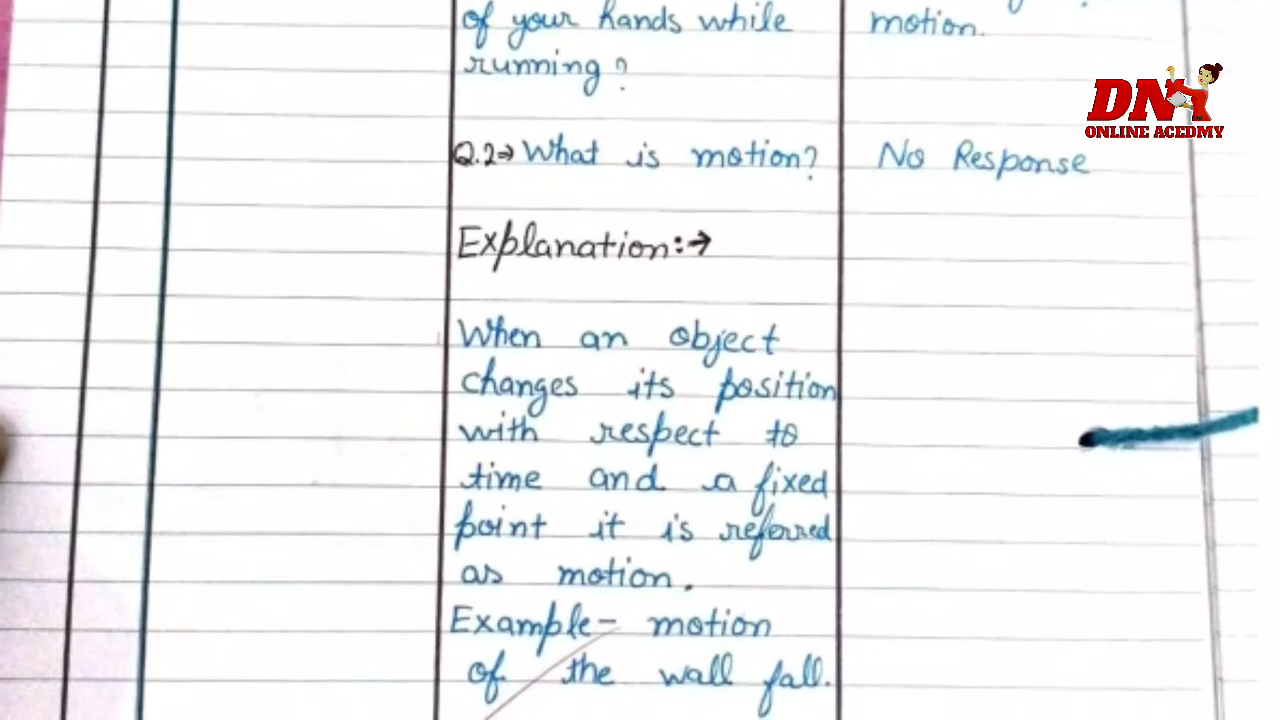 of your hands while
motion.
running?
DNA
ONLINE ACEDMY
Q.2⇒ What is motion?
No Response
Explanation:→
When an object
changes its position
with respect to
time and a fixed
point it is referred
as motion.
Example- motion
of the wall fall.